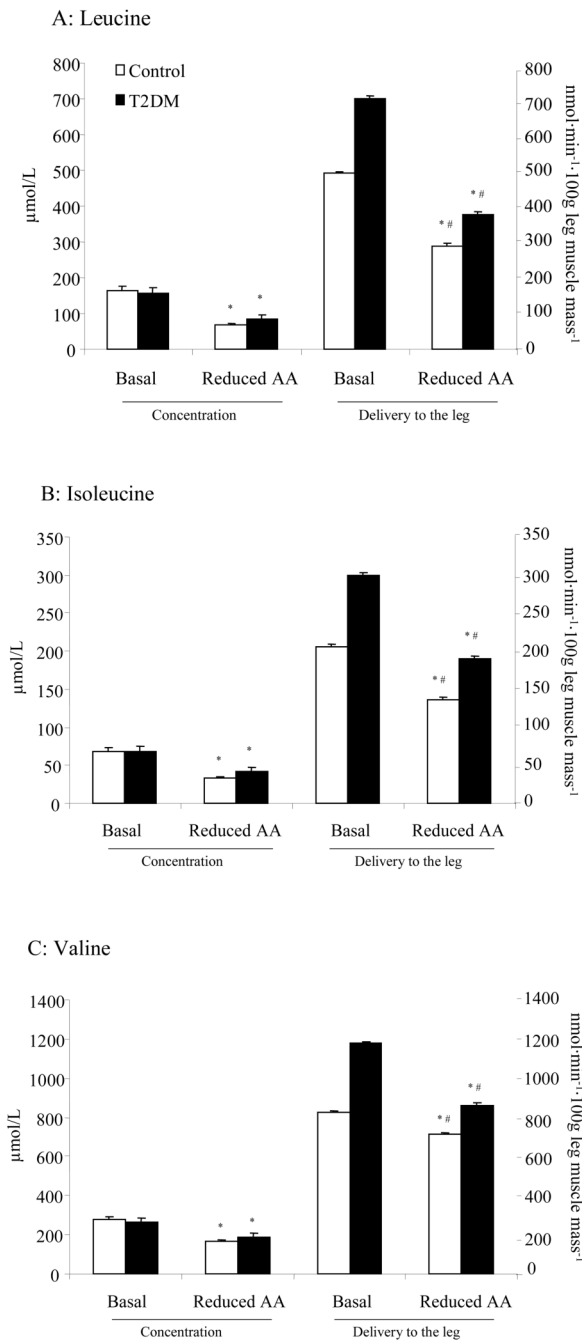 A: Leucine
800
700
600
500
400
300
200
100
0
µmol/L
Control
T2DM
* *
* # * #
800
700
600
500
400
300
200
100
0
nmol·min-1·100g leg muscle mass-1
Basal Reduced AA Basal Reduced AA
Concentration Delivery to the leg
B: Isoleucine
350
300
250
200
150
100
50
0
µmol/L
* *
* # * #
350
300
250
200
150
100
50
0
nmol·min-1·100g leg muscle mass-1
Basal Reduced AA Basal Reduced AA
Concentration Delivery to the leg
C: Valine
1400
1200
1000
800
600
400
200
0
µmol/L
* *
* # * #
1400
1200
1000
800
600
400
200
0
nmol·mn-1·100g leg muscle mass-1
Basal Reduced AA Basal Reduced AA
Concentration Delivery to the leg